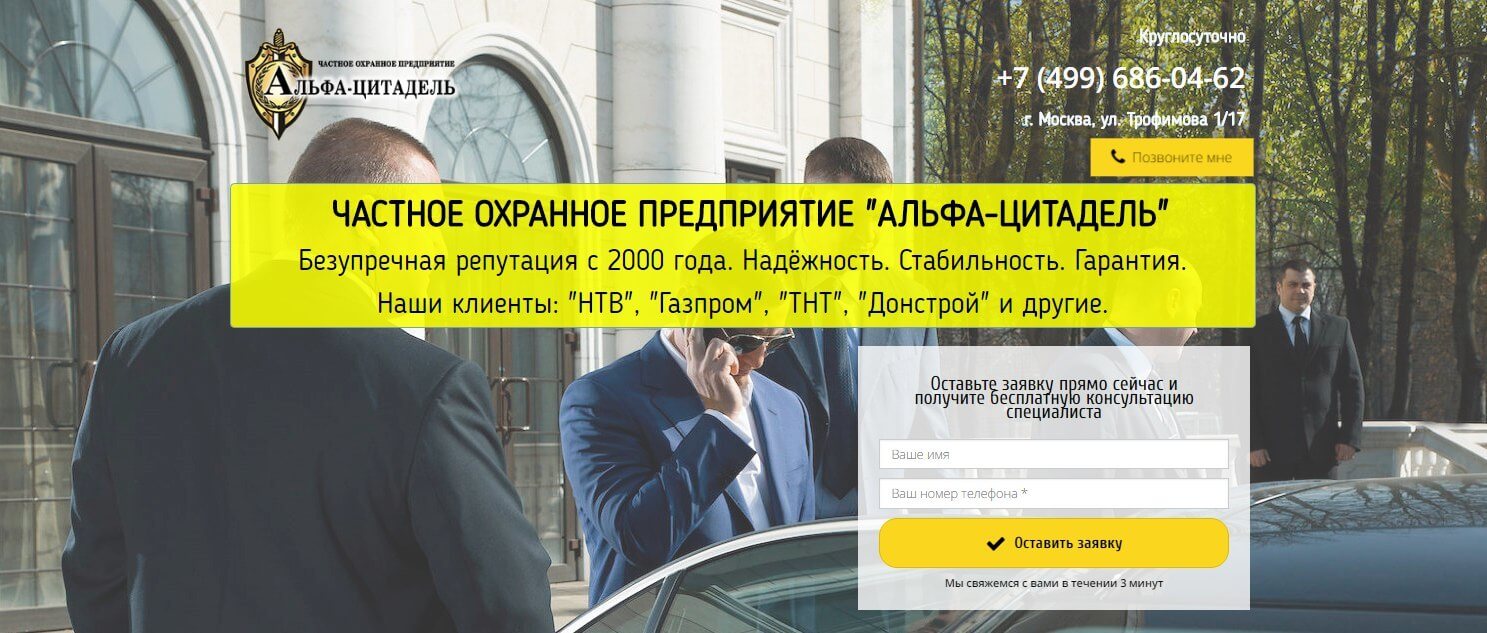 ЧАСТНОЕ ОХРАННОЕ ПРЕДПРИЯТИЕ
АЛЬФА-ЦИТАДЕЛЬ
Круглосуточно
+7 (499) 686-04-62
г. Москва, ул. Трофимова 1/17
Позвоните мне
ЧАСТНОЕ ОХРАННОЕ ПРЕДПРИЯТИЕ "АЛЬФА-ЦИТАДЕЛЬ"
Безупречная репутация с 2000 года. Надёжность. Стабильность. Гарантия.
Наши клиенты: "НТВ", "Газпром", "ТНТ", "Донстрой" и другие.
Оставьте заявку прямо сейчас и
получите бесплатную консультацию
специалиста
Ваше имя
Ваш номер телефона *
Оставить заявку
Мы свяжемся с вами в течении 3 минут